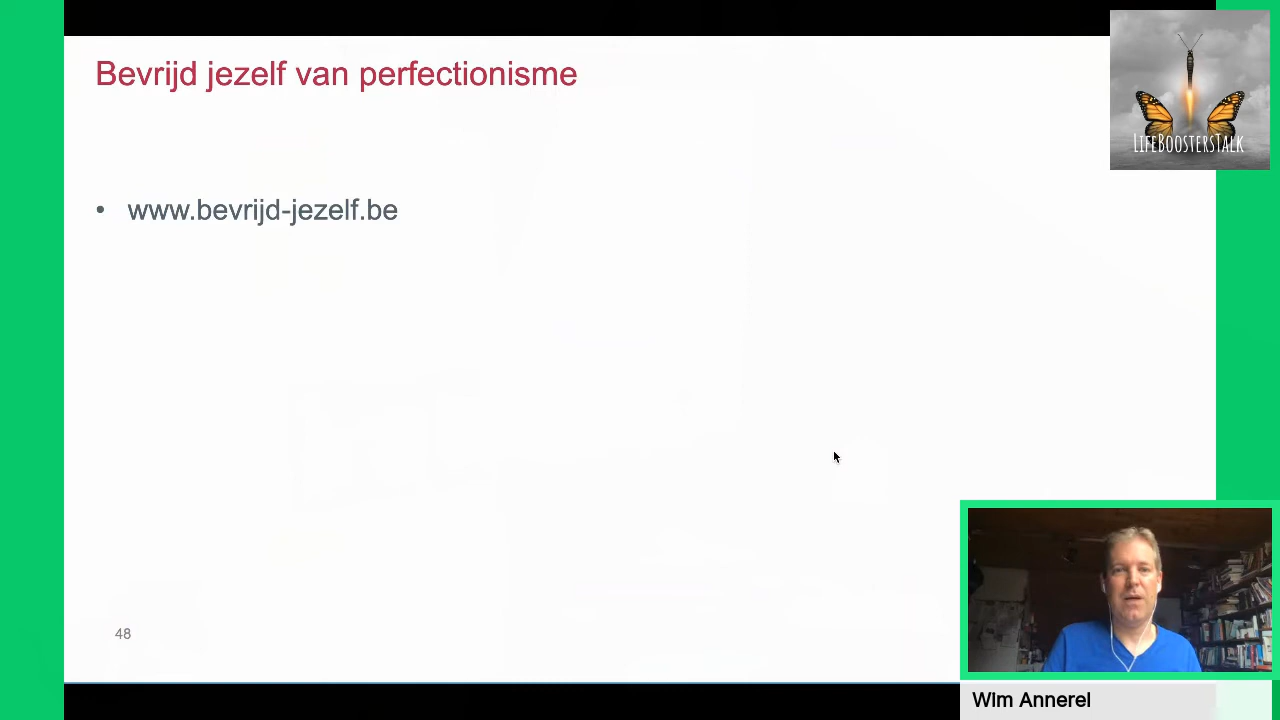 Bevrijd jezelf van perfectionisme
LIFEBOOSTERSTALK
• www.bevrijd-jezelf.be
48
Wim Annerel